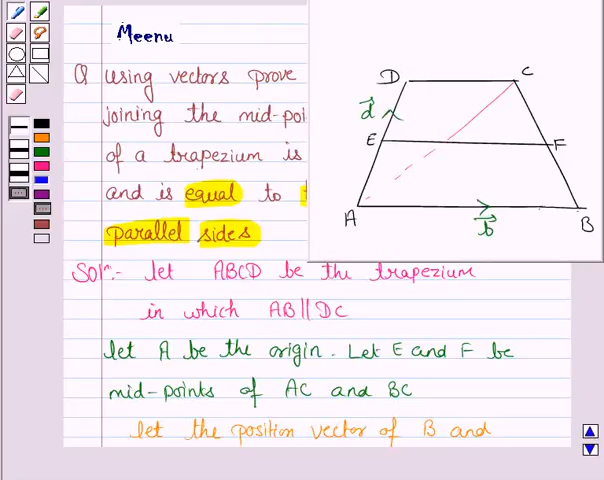 Meenu
Q using vectors prove
joining the mid-poi
of a trapezium is
and is equal to
parallel sides
Sol:- let ABCD be the trapezium
in which AB||DC
let A be the origin. Let E and F be
mid-points of AC and BC
let the position vector of B and
D
C
d⃗
E
F
A
b⃗
B